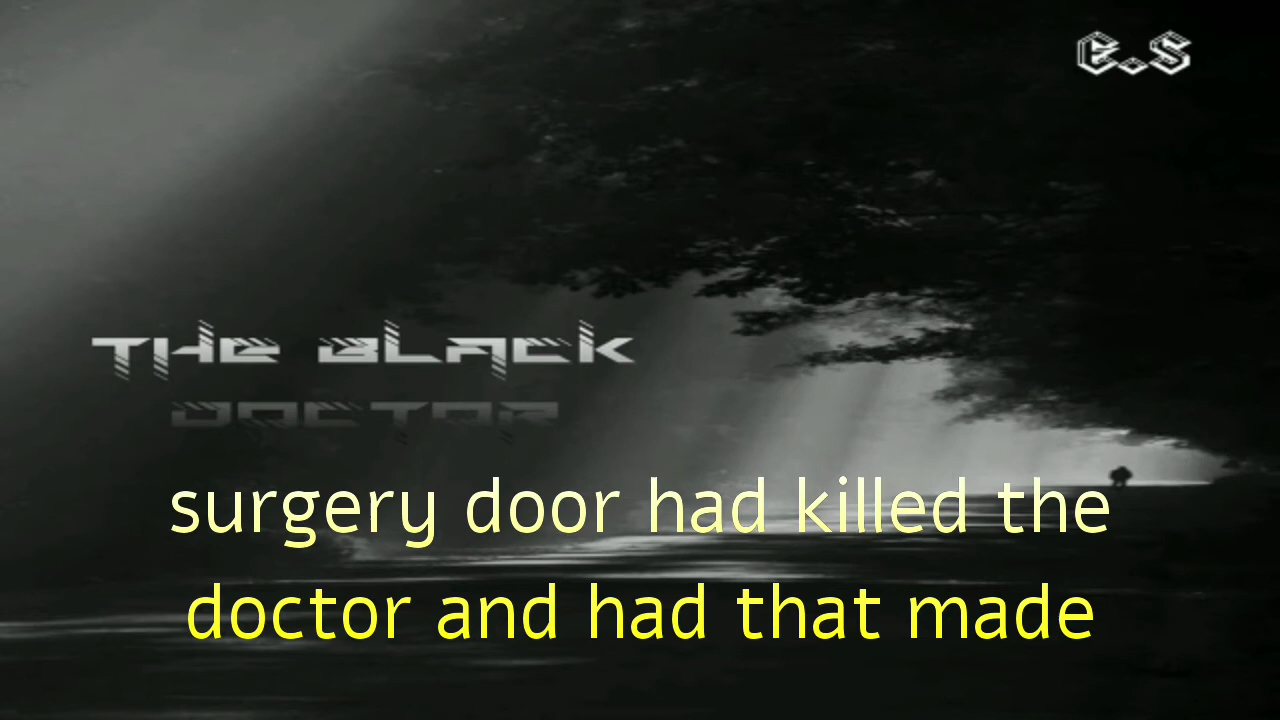 E.S
THE BLACK
DOCTOR
surgery door had killed the
doctor and had that made